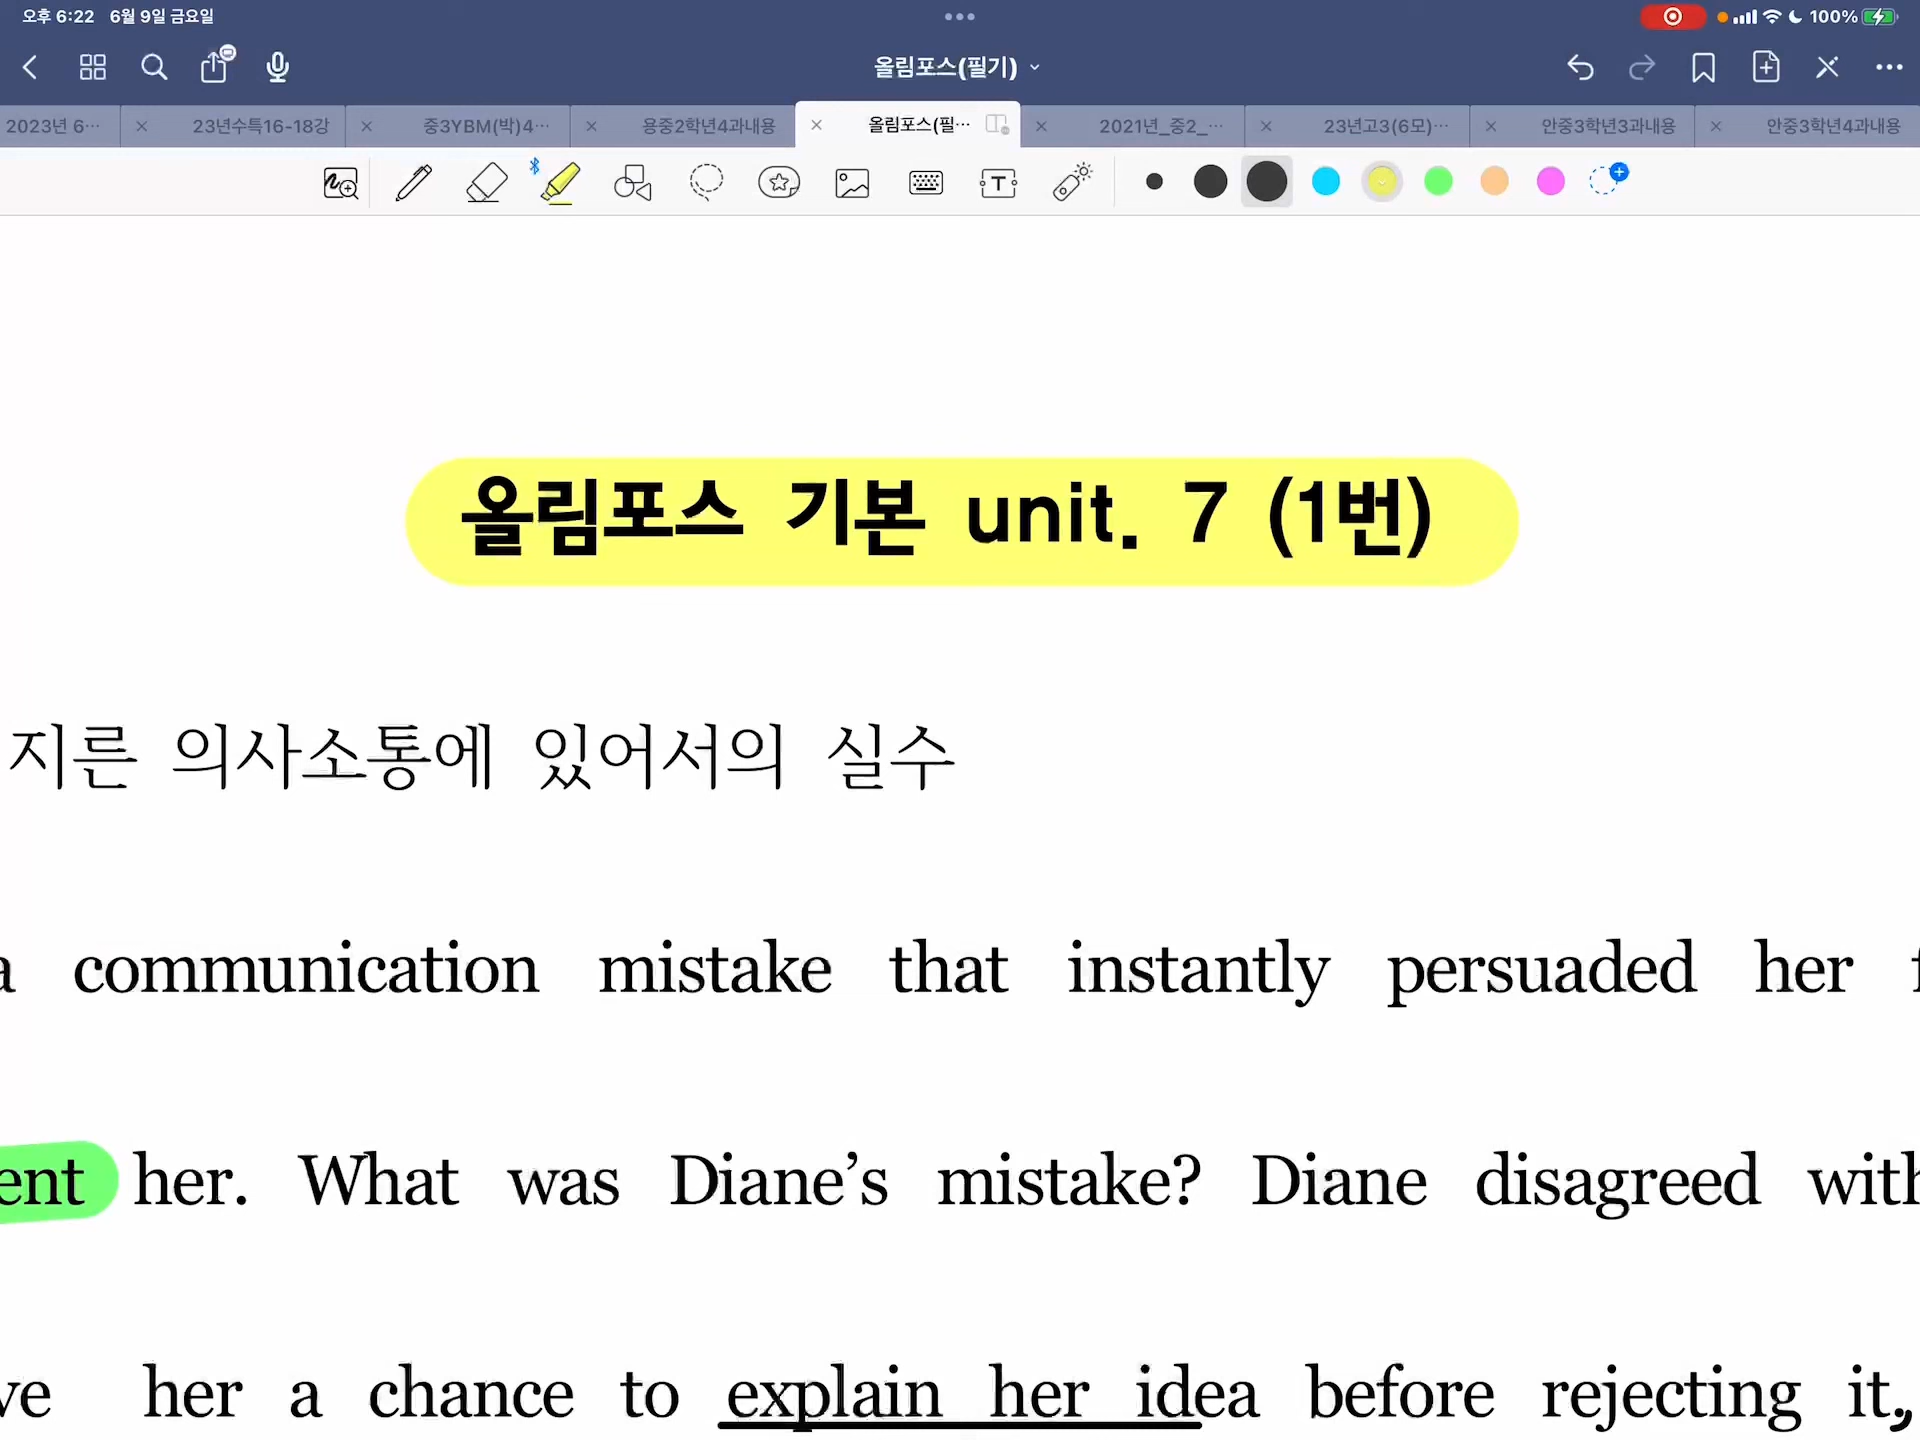 오후 6:22 6월 9일 금요일
100%
올림포스(필기)
2023년 6…
23년수특16-18강
중3YBM(박)4…
용중2학년4과내용
올림포스(필…
2021년_중2_…
23년고3(6모)…
안중3학년3과내용
안중3학년4과내용
올림포스 기본 unit. 7 (1번)
지른 의사소통에 있어서의 실수
a communication mistake that instantly persuaded her
ent her. What was Diane’s mistake? Diane disagreed with
ve her a chance to explain her idea before rejecting it,